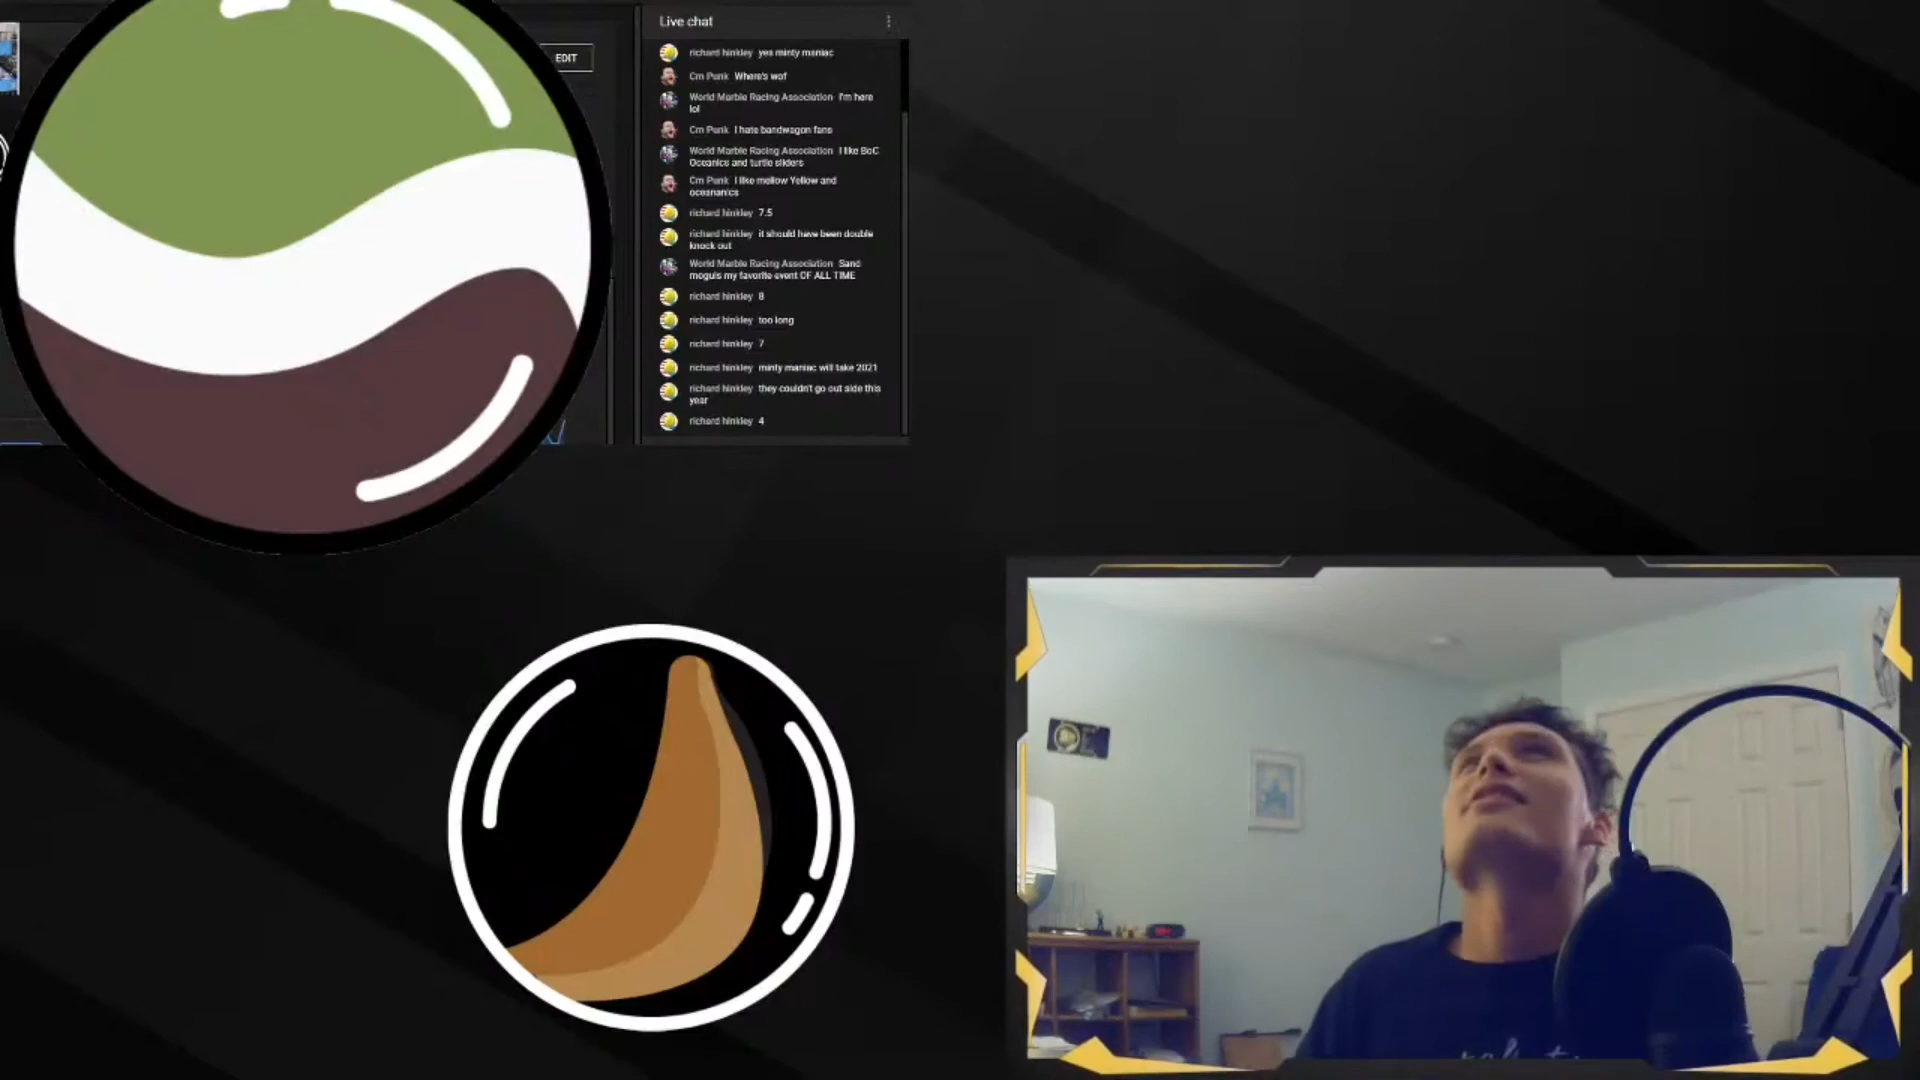 EDIT
Live chat
richard hinkley yes minty maniac
Cm Punk Where's wof
World Marble Racing Association I'm here
lol
Cm Punk I hate bandwagon fans
World Marble Racing Association I like BoC
Oceanics and turtle sliders
Cm Punk I like mellow Yellow and
oceananics
richard hinkley 7.5
richard hinkley it should have been double
knock out
World Marble Racing Association Sand
moguls my favorite event OF ALL TIME
richard hinkley 8
richard hinkley too long
richard hinkley 7
richard hinkley minty maniac will take 2021
richard hinkley they couldn't go out side this
year
richard hinkley 4